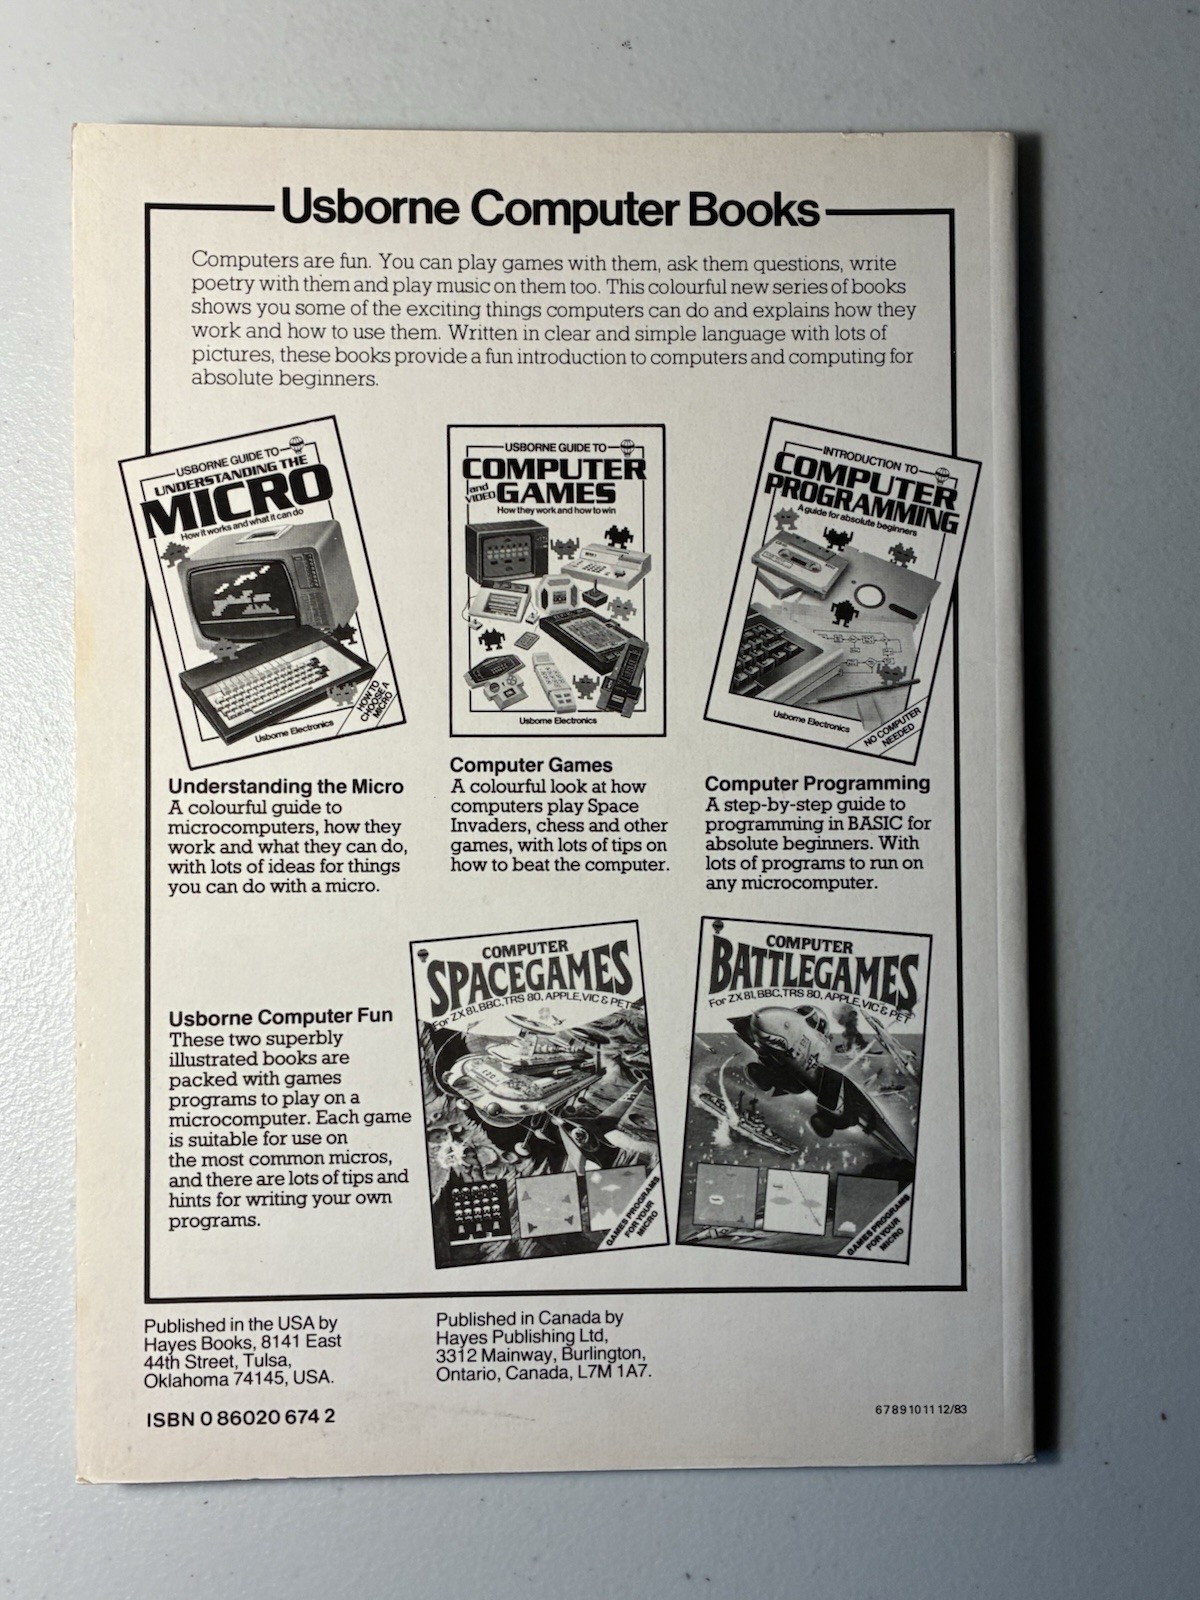 Usborne Computer Books
Computers are fun. You can play games with them, ask them questions, write
poetry with them and play music on them too. This colourful new series of books
shows you some of the exciting things computers can do and explains how they
work and how to use them. Written in clear and simple language with lots of
pictures, these books provide a fun introduction to computers and computing for
absolute beginners.
USBORNE GUIDE TO
UNDERSTANDING THE
MICRO
How it works and what it can do
HOW TO
CHOOSE A
MICRO
Usborne Electronics
USBORNE GUIDE TO
COMPUTER
and
VIDEO GAMES
How they work and how to win
Usborne Electronics
INTRODUCTION TO
COMPUTER
PROGRAMMING
A guide for absolute beginners
Usborne Electronics
NO COMPUTER
NEEDED
Understanding the Micro
A colourful guide to
microcomputers, how they
work and what they can do,
with lots of ideas for things
you can do with a micro.
Computer Games
A colourful look at how
computers play Space
Invaders, chess and other
games, with lots of tips on
how to beat the computer.
Computer Programming
A step-by-step guide to
programming in BASIC for
absolute beginners. With
lots of programs to run on
any microcomputer.
Usborne Computer Fun
These two superbly
illustrated books are
packed with games
programs to play on a
microcomputer. Each game
is suitable for use on
the most common micros,
and there are lots of tips and
hints for writing your own
programs.
COMPUTER
SPACEGAMES
For ZX 81, BBC, TRS 80, APPLE, VIC & PET
GAMES PROGRAMS
FOR YOUR
MICRO
COMPUTER
BATTLEGAMES
For ZX 81, BBC, TRS 80, APPLE, VIC & PET
GAMES PROGRAMS
FOR YOUR
MICRO
Published in the USA by
Hayes Books, 8141 East
44th Street, Tulsa,
Oklahoma 74145, USA.
Published in Canada by
Hayes Publishing Ltd,
3312 Mainway, Burlington,
Ontario, Canada, L7M 1A7.
ISBN 0 86020 674 2
6 7 8 9 10 11 12/83